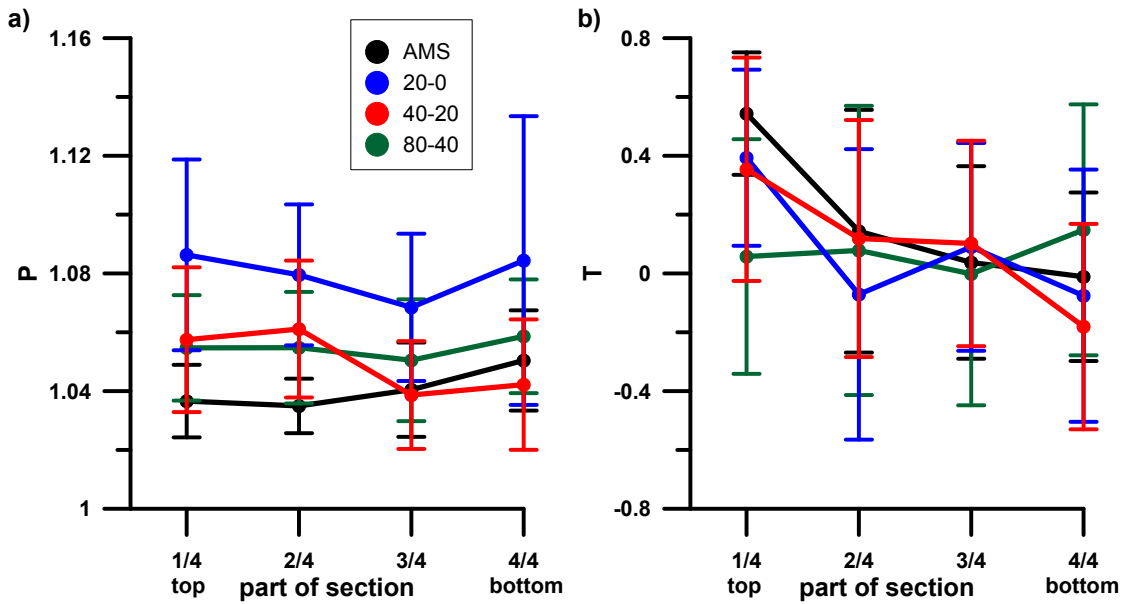 a)
1.16
1.12
1.08
1.04
1
P
AMS
20-0
40-20
80-40
1/4 2/4 3/4 4/4
top bottom
part of section
b)
0.8
0.4
0
-0.4
-0.8
T
1/4 2/4 3/4 4/4
top bottom
part of section